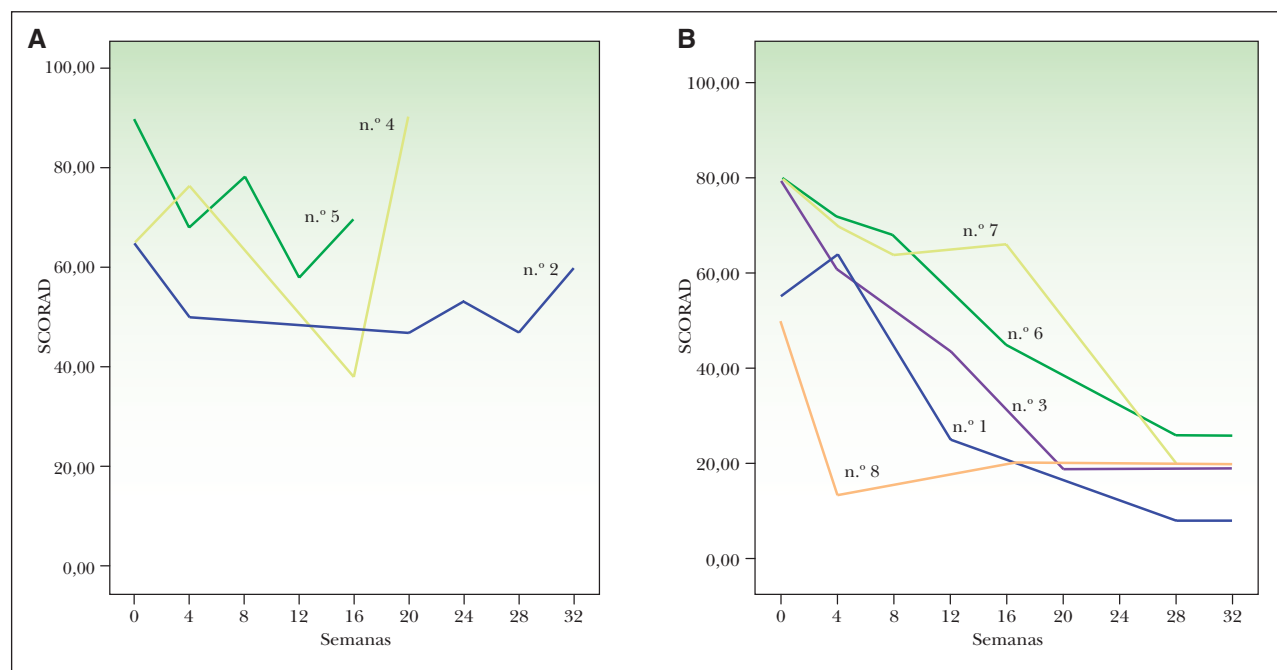 A
100,00
80,00
60,00
40,00
20,00
0,00
SCORAD
n.º 4
n.º 5
n.º 2
0 4 8 12 16 20 24 28 32
Semanas
B
100,00
80,00
60,00
40,00
20,00
0,00
SCORAD
n.º 7
n.º 6
n.º 3
n.º 1
n.º 8
0 4 8 12 16 20 24 28 32
Semanas